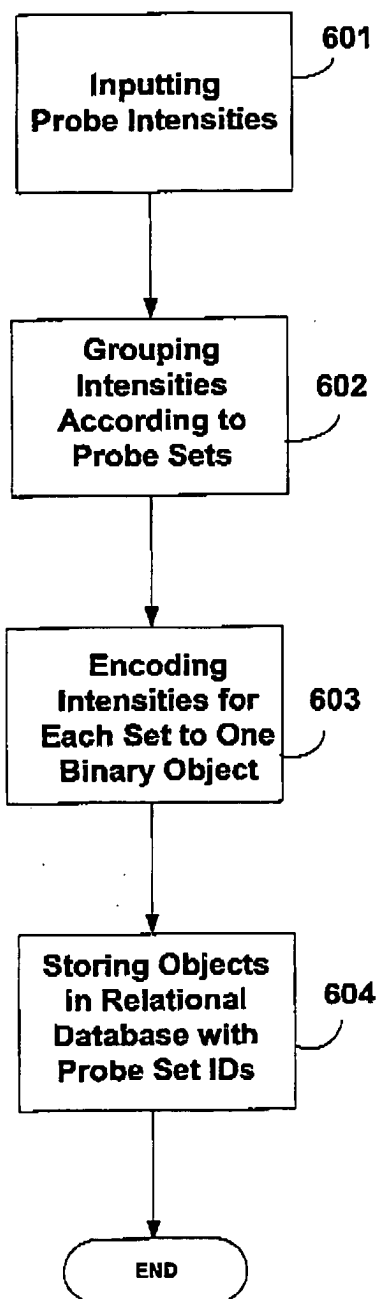 601
Inputting
Probe Intensities
Grouping
Intensities
According to
Probe Sets
602
Encoding
Intensities for
Each Set to One
Binary Object
603
Storing Objects
in Relational
Database with
Probe Set IDs
604
END